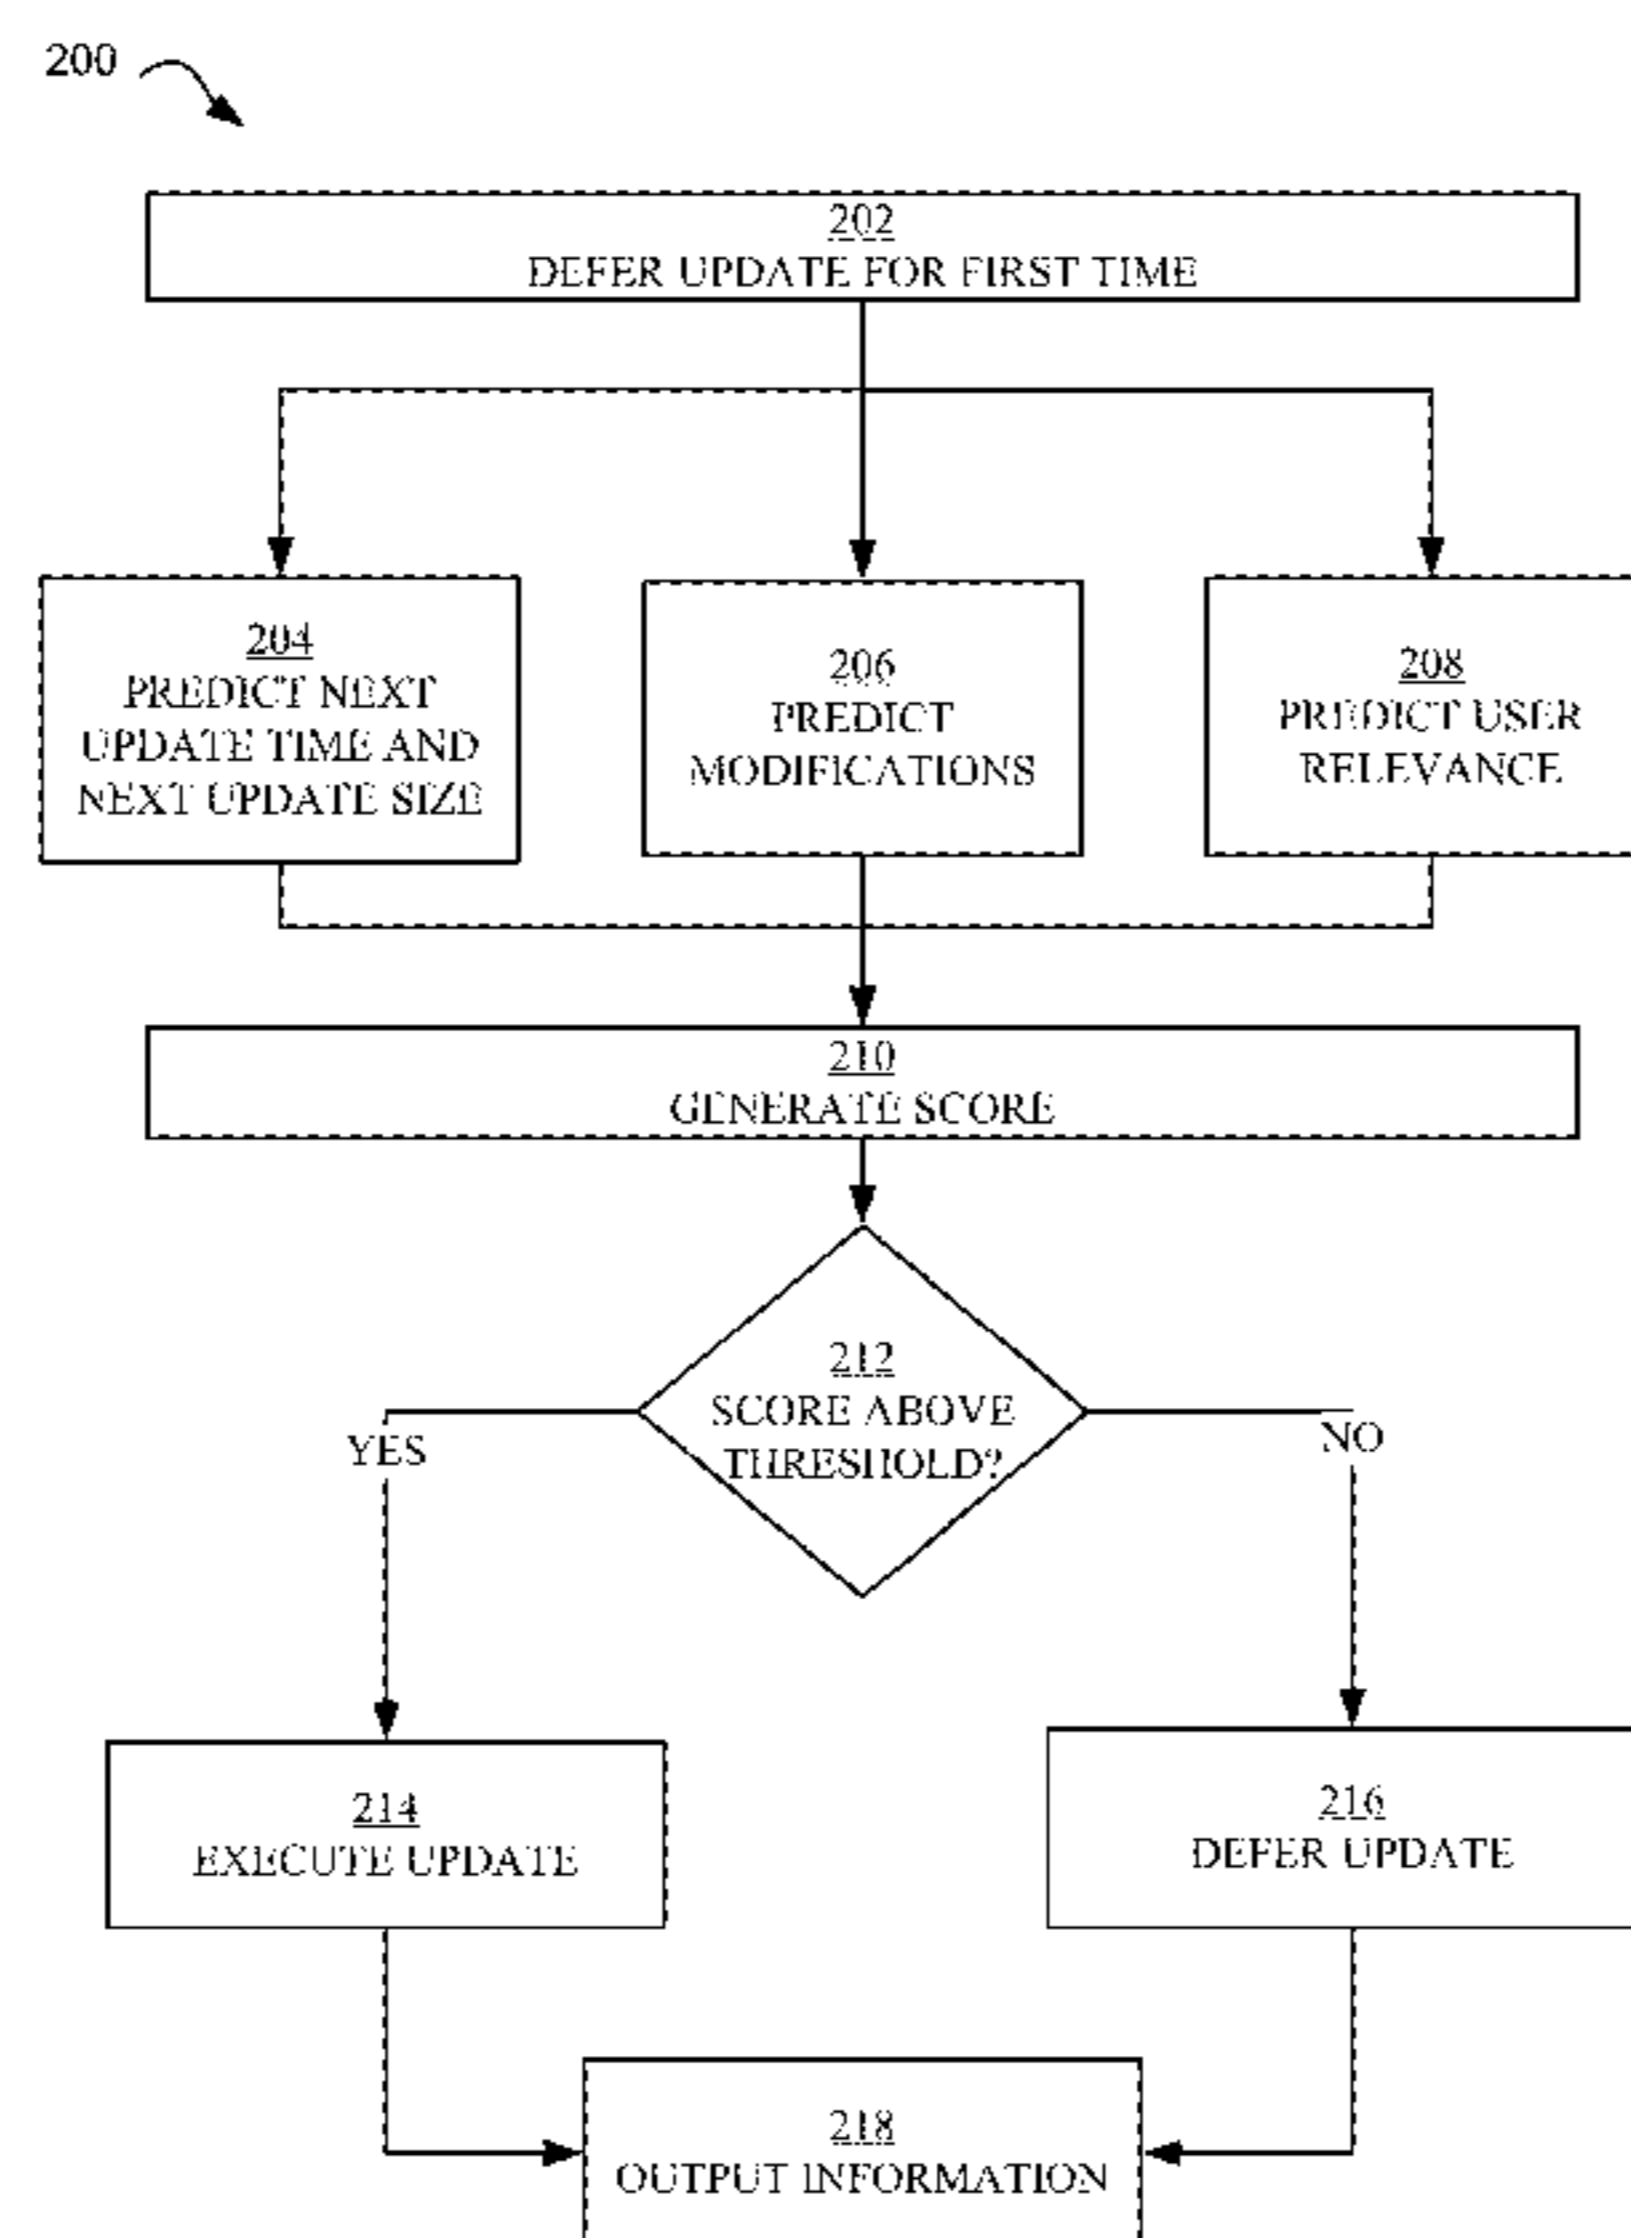 200
202
DEFER UPDATE FOR FIRST TIME
204
PREDICT NEXT
UPDATE TIME AND
NEXT UPDATE SIZE
206
PREDICT
MODIFICATIONS
208
PREDICT USER
RELEVANCE
210
GENERATE SCORE
212
SCORE ABOVE
THRESHOLD?
YES
NO
214
EXECUTE UPDATE
216
DEFER UPDATE
218
OUTPUT INFORMATION